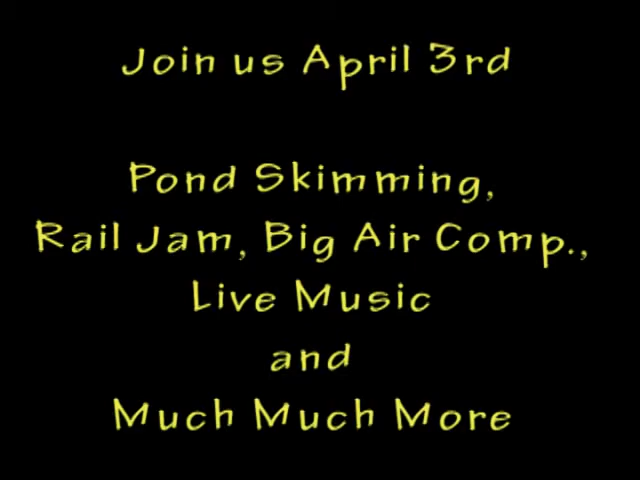 Join us April 3rd
Pond Skimming,
Rail Jam, Big Air Comp.,
Live Music
and
Much Much More